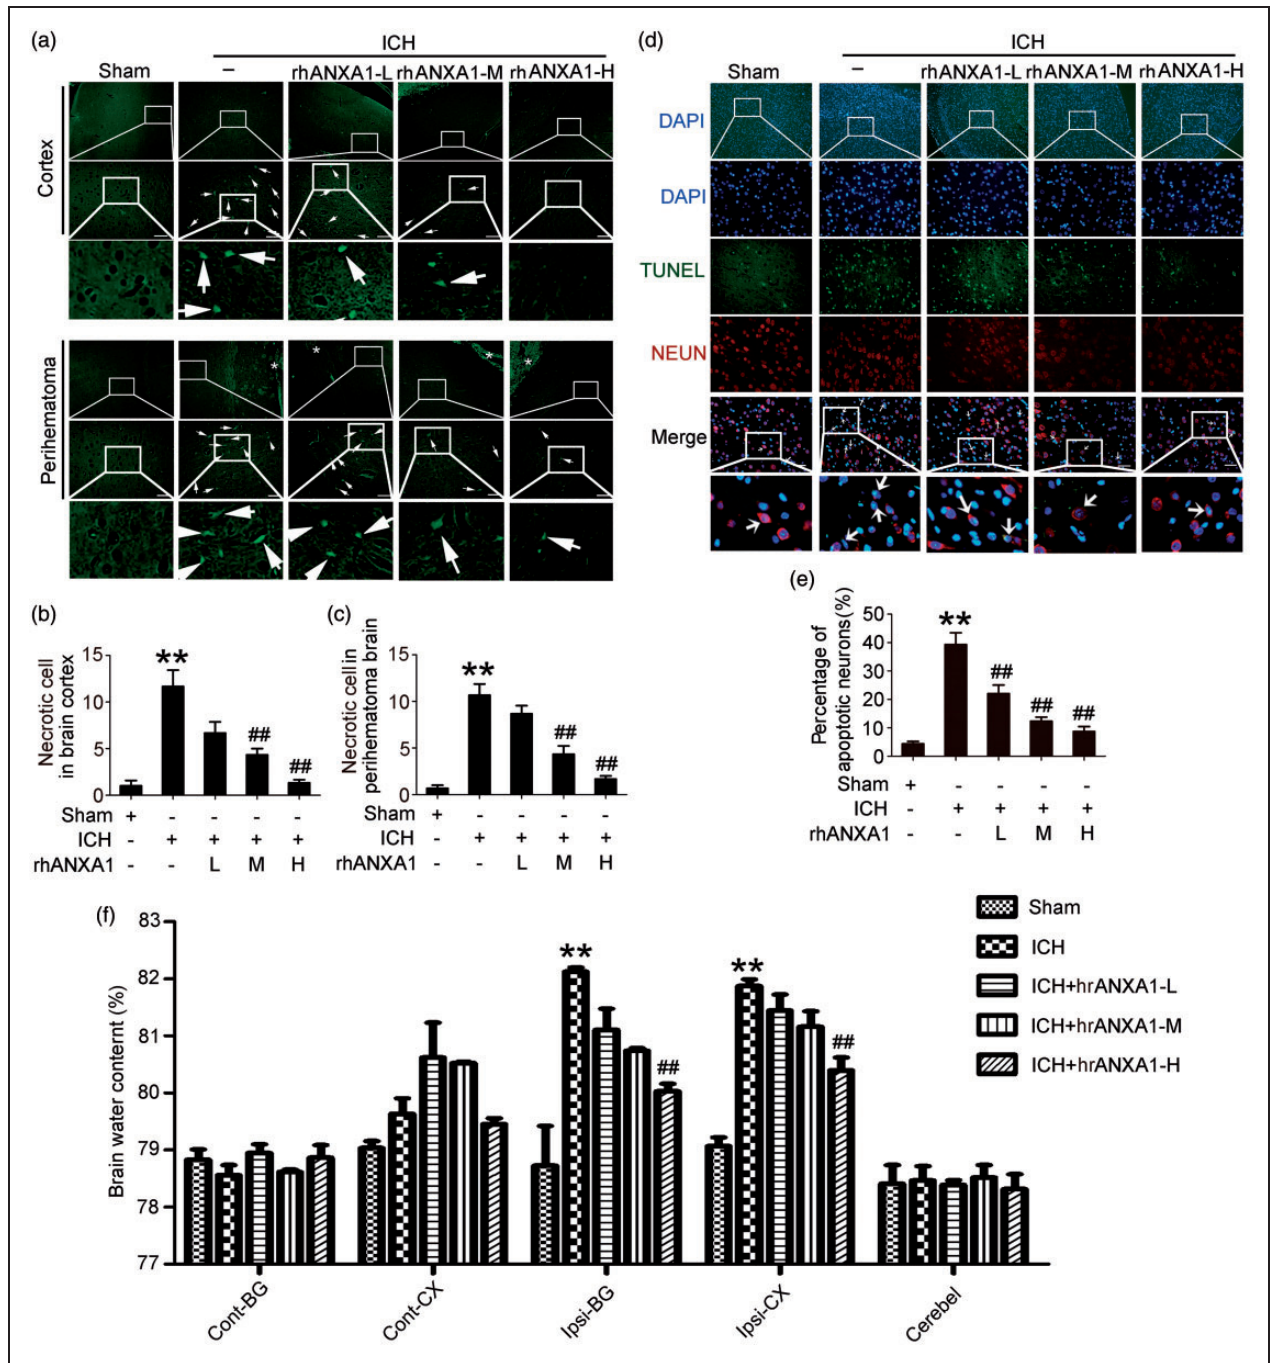 (a)
ICH
Sham – rhANXA1-L rhANXA1-M rhANXA1-H
Cortex
Perihematoma
* * * *
(d)
ICH
Sham – rhANXA1-L rhANXA1-M rhANXA1-H
DAPI
DAPI
TUNEL
NEUN
Merge
(b)
Necrotic cell
in brain cortex
15
10
5
0
**
##
##
Sham + - - - -
ICH - + + + +
rhANXA1 - - L M H
(c)
Necrotic cell in
perihematoma brain
15
10
5
0
**
##
##
Sham + - - - -
ICH - + + + +
rhANXA1 - - L M H
(e)
Percentage of
apoptotic neurons(%)
50
40
30
20
10
0
**
##
##
##
Sham + - - - -
ICH - + + + +
rhANXA1 - - L M H
(f)
Brain water conternt (%)
83
82
81
80
79
78
77
**
##
**
##
Cont-BG
Cont-CX
Ipsi-BG
Ipsi-CX
Cerebel
Sham
ICH
ICH+hrANXA1-L
ICH+hrANXA1-M
ICH+hrANXA1-H